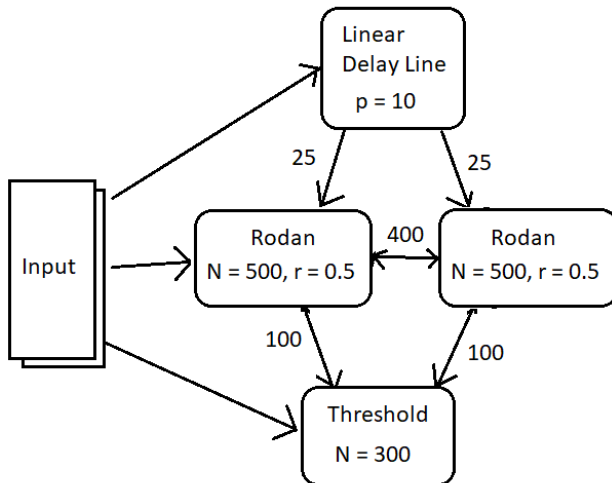 Linear
Delay Line
p = 10
25
25
Input
Rodan
N = 500, r = 0.5
400
Rodan
N = 500, r = 0.5
100
100
Threshold
N = 300